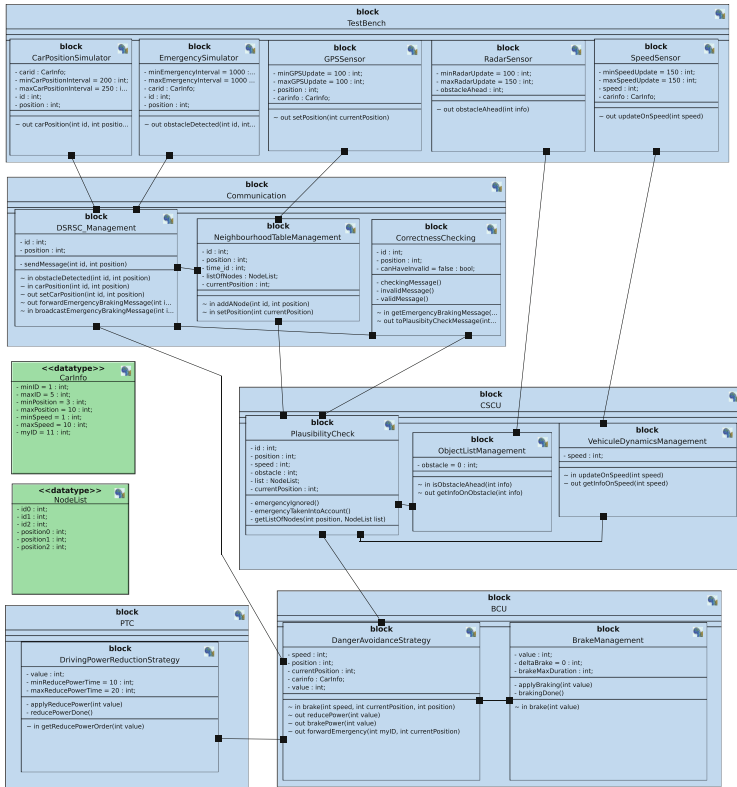 block
TestBench
block
CarPositionSimulator
- carid : CarInfo;
- minCarPositionInterval = 200 : int;
- maxCarPositionInterval = 250 : i...
- id : int;
- position : int;
~ out carPosition(int id, int positio...
block
EmergencySimulator
- minEmergencyInterval = 1000 :...
- maxEmergencyInterval = 1000 ...
- carid : CarInfo;
- id : int;
- position : int;
~ out obstacleDetected(int id, int...
block
GPSSensor
- minGPSUpdate = 100 : int;
- maxGPSUpdate = 100 : int;
- position : int;
- carinfo : CarInfo;
~ out setPosition(int currentPosition)
block
RadarSensor
- minRadarUpdate = 100 : int;
- maxRadarUpdate = 150 : int;
- obstacleAhead : int;
~ out obstacleAhead(int info)
block
SpeedSensor
- minSpeedUpdate = 150 : int;
- maxSpeedUpdate = 150 : int;
- speed : int;
- carinfo : CarInfo;
~ out updateOnSpeed(int speed)
block
Communication
block
DSRSC_Management
- id : int;
- position : int;
- sendMessage(int id, int position)
~ in obstacleDetected(int id, int position)
~ in carPosition(int id, int position)
~ out setCarPosition(int id, int position)
~ out forwardEmergencyBrakingMessage(int i...
~ in broadcastEmergencyBrakingMessage(int i...
block
NeighbourhoodTableManagement
- id : int;
- position : int;
- time_id : int;
- listOfNodes : NodeList;
- currentPosition : int;
~ in addANode(int id, int position)
~ in setPosition(int currentPosition)
block
CorrectnessChecking
- id : int;
- position : int;
- canHaveInvalid = false : bool;
- checkingMessage()
- invalidMessage()
- validMessage()
~ in getEmergencyBrakingMessage(...
~ out toPlausibityCheckMessage(int...
<<datatype>>
CarInfo
- minID = 1 : int;
- maxID = 5 : int;
- minPosition = 3 : int;
- maxPosition = 10 : int;
- minSpeed = 1 : int;
- maxSpeed = 10 : int;
- myID = 11 : int;
<<datatype>>
NodeList
- id0 : int;
- id1 : int;
- id2 : int;
- position0 : int;
- position1 : int;
- position2 : int;
block
CSCU
block
PlausibilityCheck
- id : int;
- position : int;
- speed : int;
- obstacle : int;
- list : NodeList;
- currentPosition : int;
- emergencyIgnored()
- emergencyTakenIntoAccount()
- getListOfNodes(int position, NodeList list)
block
ObjectListManagement
- obstacle = 0 : int;
~ in isObstacleAhead(int info)
~ out getInfoOnObstacle(int info)
block
VehiculeDynamicsManagement
- speed : int;
~ in updateOnSpeed(int speed)
~ out getInfoOnSpeed(int speed)
block
PTC
block
DrivingPowerReductionStrategy
- value : int;
- minReducePowerTime = 10 : int;
- maxReducePowerTime = 20 : int;
- applyReducePower(int value)
- reducePowerDone()
~ in getReducePowerOrder(int value)
block
BCU
block
DangerAvoidanceStrategy
- speed : int;
- position : int;
- currentPosition : int;
- carinfo : CarInfo;
- value : int;
~ in brake(int speed, int currentPosition, int position)
~ out reducePower(int value)
~ out brakePower(int value)
~ out forwardEmergency(int myID, int currentPosition)
block
BrakeManagement
- value : int;
- deltaBrake = 0 : int;
- brakeMaxDuration : int;
- applyBraking(int value)
- brakingDone()
~ in brake(int value)